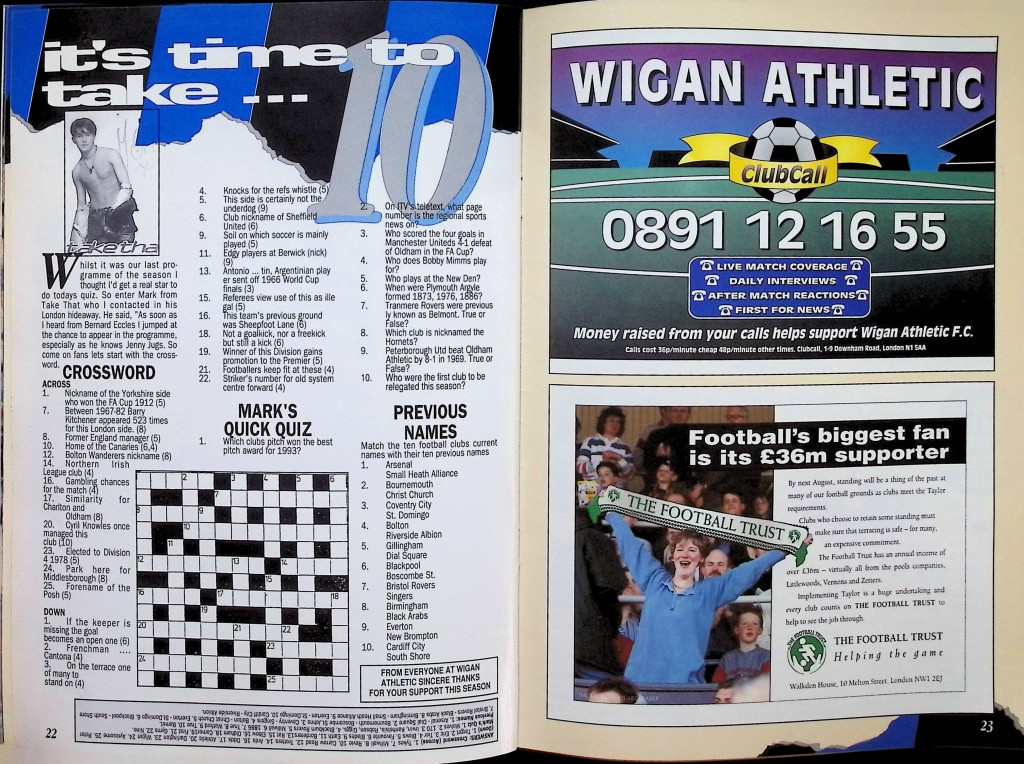 it's time to
take ... 10
take tha
Whilst it was our last pro-
gramme of the season I
thought I'd get a real star to
do todays quiz. So enter Mark from
Take That who I contacted in his
London hideaway. He said, "As soon as
I heard from Bernard Eccles I jumped at
the chance to appear in the programme,
especially as he knows Jenny Jugs. So
come on fans lets start with the cross-
word.
CROSSWORD
ACROSS
1. Nickname of the Yorkshire side
who won the FA Cup 1912 (5)
7. Between 1967-82 Barry
Kitchener appeared 523 times
for this London side. (8)
8. Former England manager (5)
10. Home of the Canaries (6,4)
12. Bolton Wanderers nickname (8)
14. Northern Irish
League club (4)
16. Gambling chances
for the match (4)
17. Similarity for
Charlton and
Oldham (8)
20. Cyril Knowles once
managed this
club (10)
23. Elected to Division
4 1978 (5)
24. Park here for
Middlesborough (8)
25. Forename of the
Posh (5)
DOWN
1. If the keeper is
missing the goal
becomes an open one (6)
2. Frenchman ....
Cantona (4)
3. On the terrace one
of many to
stand on (4)
4. Knocks for the refs whistle (5)
5. This side is certainly not the
underdog (9)
6. Club nickname of Sheffield
United (6)
9. Soil on which soccer is mainly
played (5)
11. Edgy players at Berwick (nick)
(9)
13. Antonio ... tin, Argentinian play
er sent off 1966 World Cup
finals (3)
15. Referees view use of this as ille
gal (5)
16. This team's previous ground
was Sheepfoot Lane (6)
18. Not a goalkick, nor a freekick
but still a kick (6)
19. Winner of this Division gains
promotion to the Premier (5)
21. Footballers keep fit at these (4)
22. Striker's number for old system
centre forward (4)
MARK'S
QUICK QUIZ
1. Which clubs pitch won the best
pitch award for 1993?
2. On ITV's teletext, what page
number is the regional sports
news on?
3. Who scored the four goals in
Manchester Uniteds 4-1 defeat
of Oldham in the FA Cup?
4. Who does Bobby Mimms play
for?
5. Who plays at the New Den?
6. When were Plymouth Argyle
formed 1873, 1976, 1886?
7. Tranmere Rovers were previous
ly known as Belmont. True or
False?
8. Which club is nicknamed the
Hornets?
9. Peterborough Utd beat Oldham
Athletic by 8-1 in 1969. True or
False?
10. Who were the first club to be
relegated this season?
PREVIOUS
NAMES
Match the ten football clubs current
names with their ten previous names
1. Arsenal
Small Heath Alliance
2. Bournemouth
Christ Church
3. Coventry City
St. Domingo
4. Bolton
Riverside Albion
5. Gillingham
Dial Square
6. Blackpool
Boscombe St.
7. Bristol Rovers
Singers
8. Birmingham
Black Arabs
9. Everton
New Brompton
10. Cardiff City
South Shore
FROM EVERYONE AT WIGAN
ATHLETIC SINCERE THANKS
FOR YOUR SUPPORT THIS SEASON
22
WIGAN ATHLETIC
ClubCall
0891 12 16 55
LIVE MATCH COVERAGE
DAILY INTERVIEWS
AFTER MATCH REACTIONS
FIRST FOR NEWS
Money raised from your calls helps support Wigan Athletic F.C.
Calls cost 36p/minute cheap 48p/minute other times. Clubcall, 1-9 Downham Road, London N1 5AA
Football's biggest fan
is its £36m supporter
THE FOOTBALL TRUST
By next August, standing will be a thing of the past at
many of our football grounds as clubs meet the Taylor
requirements.
Clubs who choose to retain some standing must
make sure that terracing is safe – for many,
an expensive commitment.
The Football Trust has an annual income of
over £36m – virtually all from the pools companies,
Littlewoods, Vernons and Zetters.
Implementing Taylor is a huge undertaking and
every club counts on THE FOOTBALL TRUST to
help to see the job through.
THE FOOTBALL TRUST
Helping the game
Walkden House, 10 Melton Street, London NW1 2EJ
23